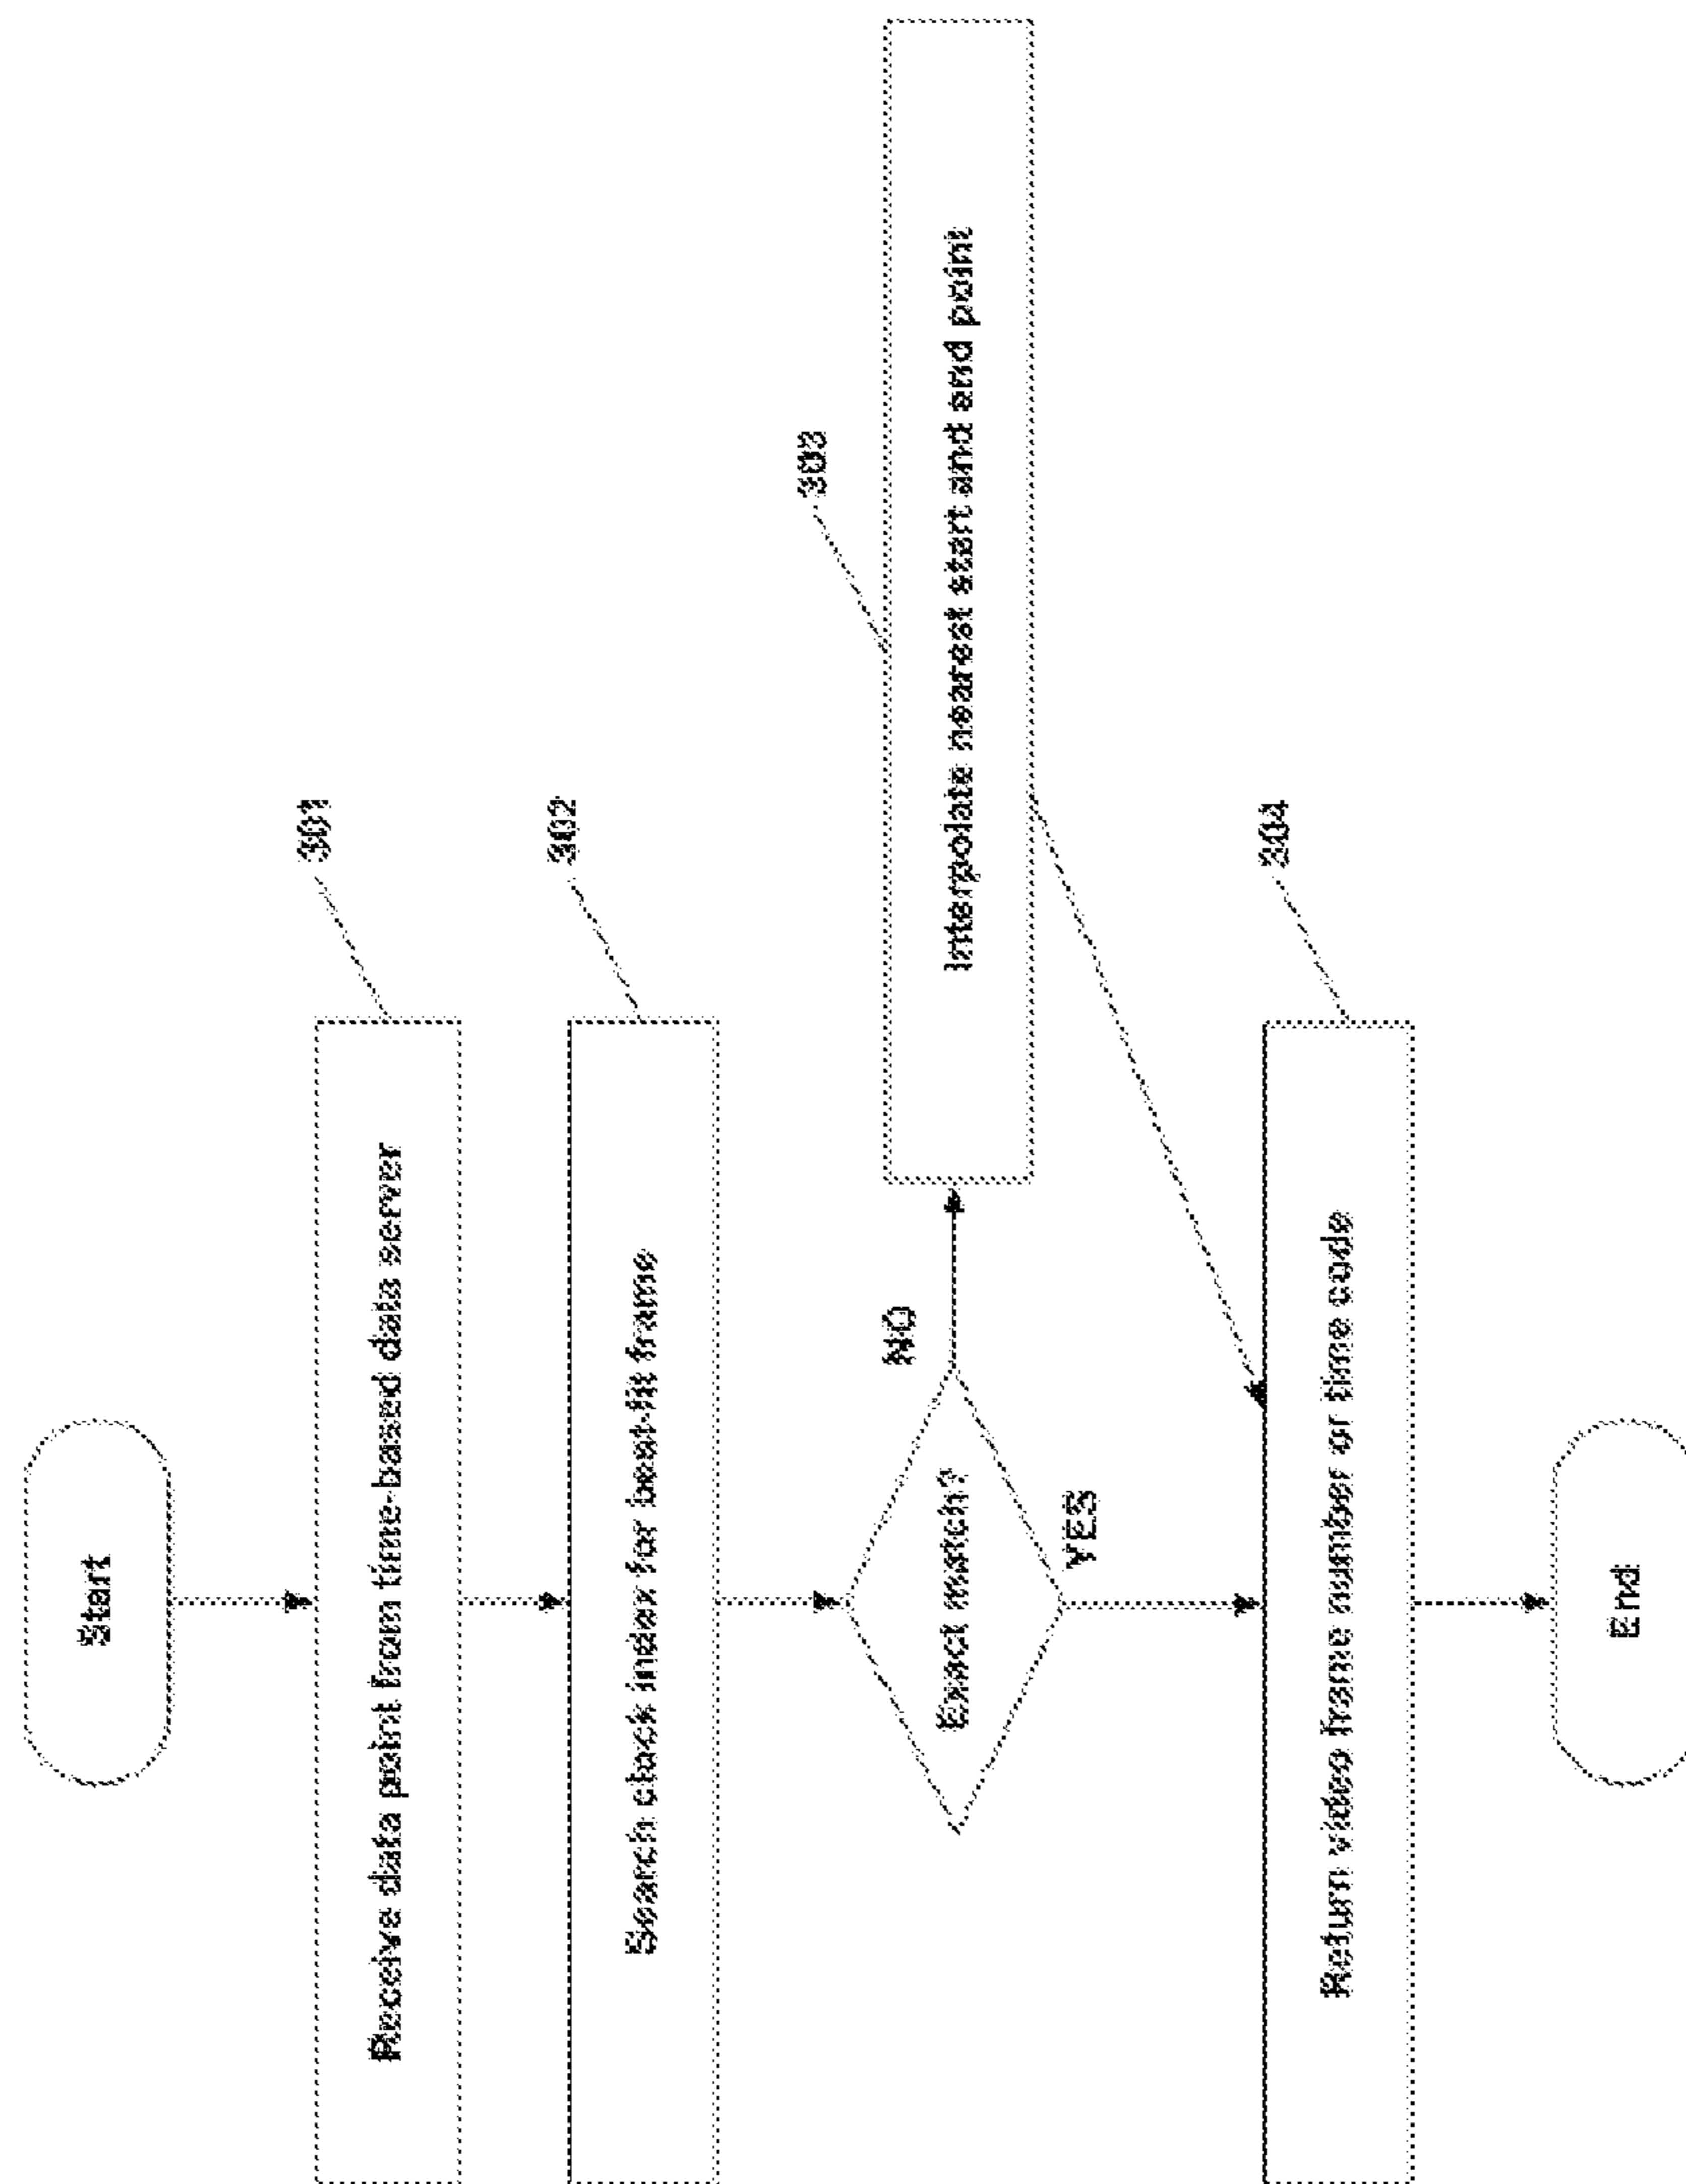 Start
301
Receive data point from time-based data server
302
Search clock index for best-fit frame
Exact match?
NO
303
Interpolate nearest start and end point
YES
304
Return video frame number or time code
End